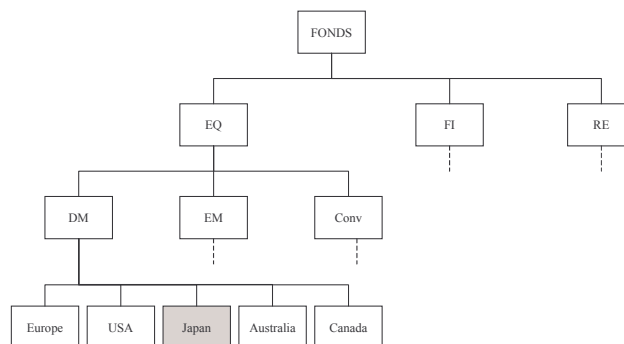 FONDS
EQ
FI
RE
DM
EM
Conv
Europe
USA
Japan
Australia
Canada